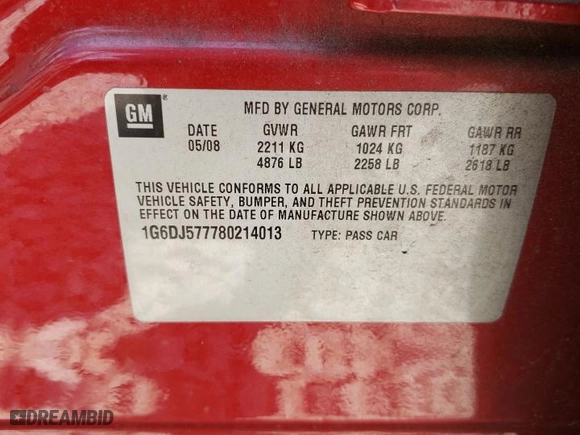 GM ®
MFD BY GENERAL MOTORS CORP.
DATE GVWR GAWR FRT GAWR RR
05/08 2211 KG 1024 KG 1187 KG
4876 LB 2258 LB 2618 LB
THIS VEHICLE CONFORMS TO ALL APPLICABLE U.S. FEDERAL MOTOR
VEHICLE SAFETY, BUMPER, AND THEFT PREVENTION STANDARDS IN
EFFECT ON THE DATE OF MANUFACTURE SHOWN ABOVE.
1G6DJ577780214013 TYPE: PASS CAR
DREAMBID